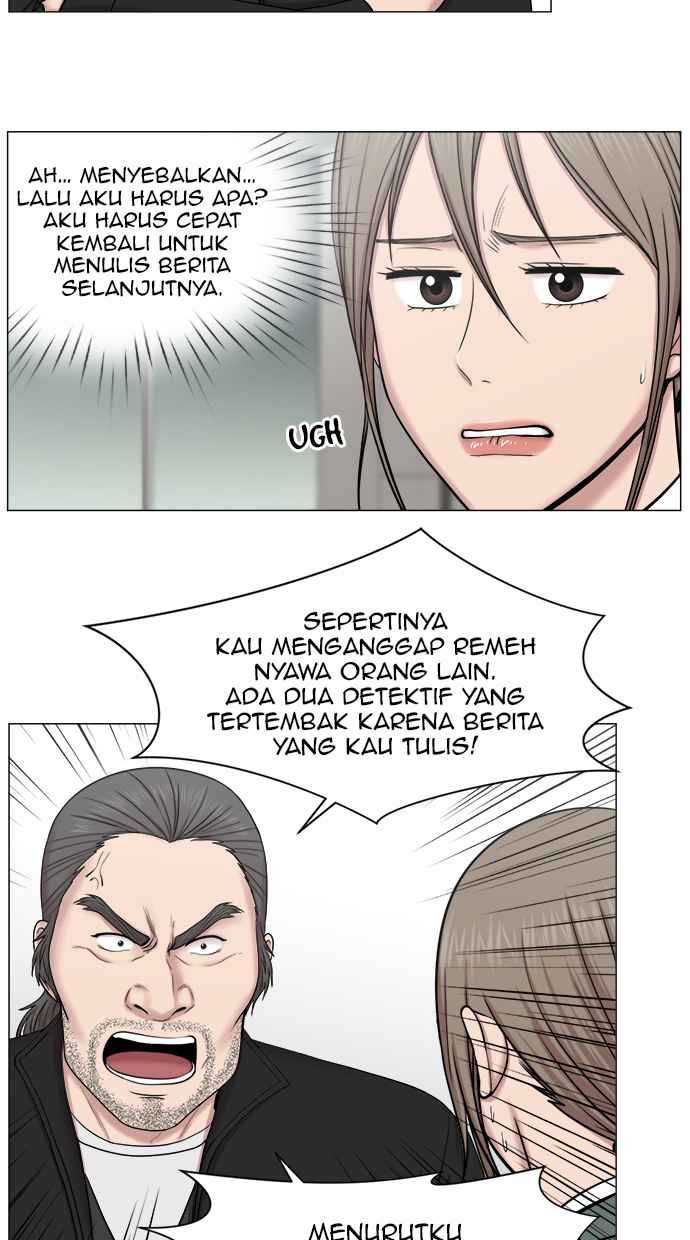 AH... MENYEBALKAN...
LALU AKU HARUS APA?
AKU HARUS CEPAT
KEMBALI UNTUK
MENULIS BERITA
SELANJUTNYA.
UGH
SEPERTINYA
KAU MENGANGGAP REMEH
NYAWA ORANG LAIN.
ADA DUA DETEKTIF YANG
TERTEMBAK KARENA BERITA
YANG KAU TULIS!
MENURUTKU